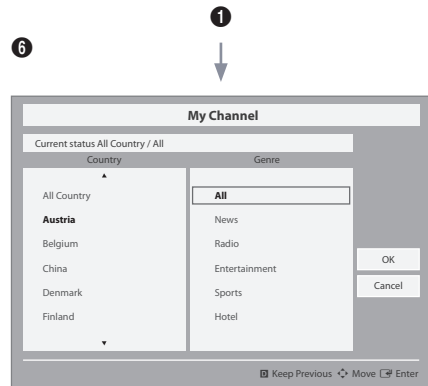 ❶
❻
My Channel
Current status All Country / All
Country
Genre
▲
All Country
Austria
Belgium
China
Denmark
Finland
▼
All
News
Radio
Entertainment
Sports
Hotel
OK
Cancel
D Keep Previous Move Enter